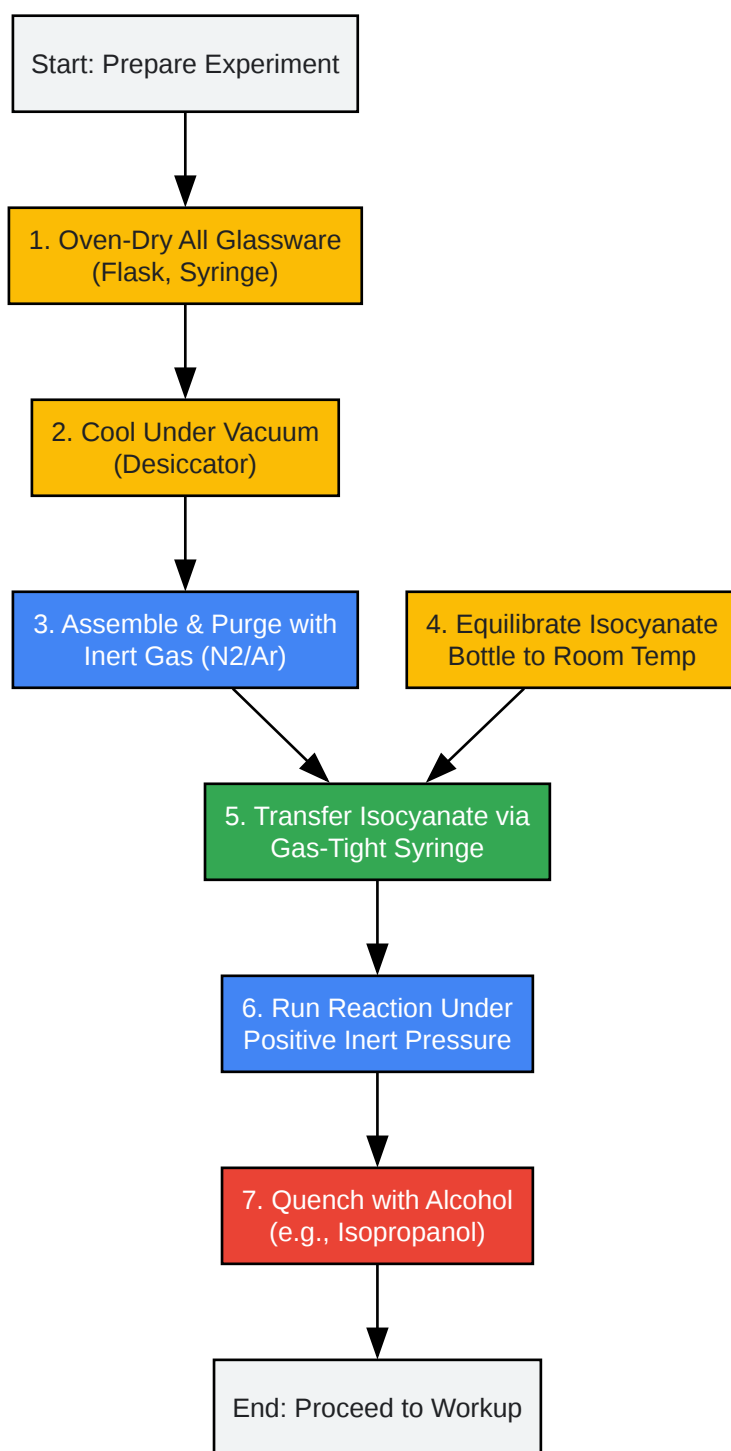 Start: Prepare Experiment
1. Oven-Dry All Glassware
(Flask, Syringe)
2. Cool Under Vacuum
(Desiccator)
3. Assemble & Purge with
Inert Gas (N2/Ar)
4. Equilibrate Isocyanate
Bottle to Room Temp
5. Transfer Isocyanate via
Gas-Tight Syringe
6. Run Reaction Under
Positive Inert Pressure
7. Quench with Alcohol
(e.g., Isopropanol)
End: Proceed to Workup